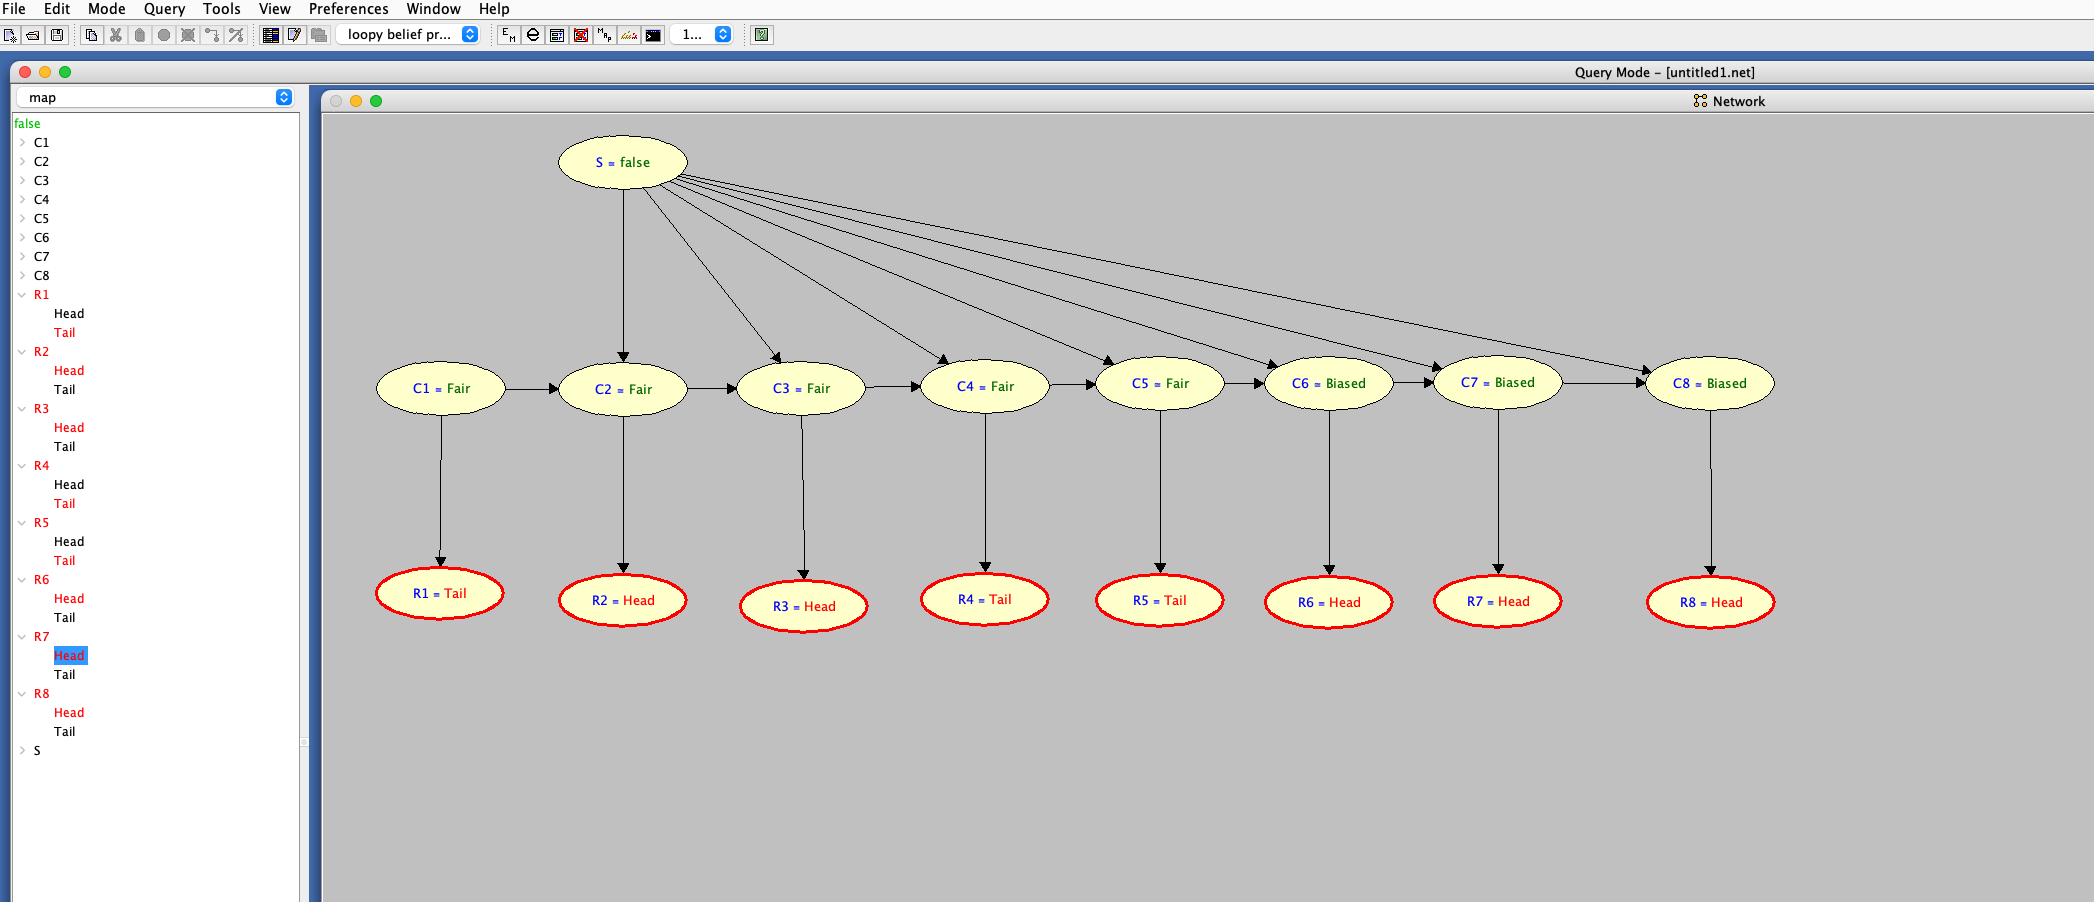 File Edit Mode Query Tools View Preferences Window Help
loopy belief pr... EM MAP 1... ?
Query Mode - [untitled1.net]
map
Network
false
C1
C2
C3
C4
C5
C6
C7
C8
R1
Head
Tail
R2
Head
Tail
R3
Head
Tail
R4
Head
Tail
R5
Head
Tail
R6
Head
Tail
R7
Head
Tail
R8
Head
Tail
S
S = false
C1 = Fair
C2 = Fair
C3 = Fair
C4 = Fair
C5 = Fair
C6 = Biased
C7 = Biased
C8 = Biased
R1 = Tail
R2 = Head
R3 = Head
R4 = Tail
R5 = Tail
R6 = Head
R7 = Head
R8 = Head